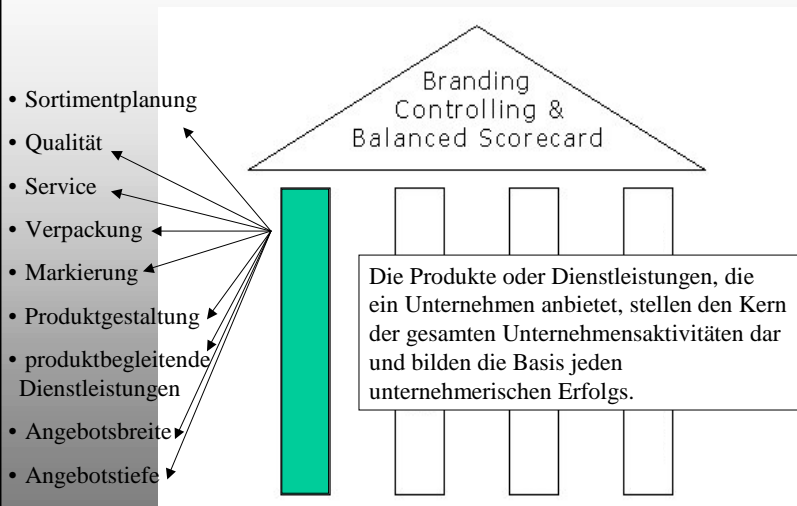 Branding
Controlling &
Balanced Scorecard
• Sortimentplanung
• Qualität
• Service
• Verpackung
• Markierung
• Produktgestaltung
• produktbegleitende
Dienstleistungen
• Angebotsbreite
• Angebotstiefe
Die Produkte oder Dienstleistungen, die
ein Unternehmen anbietet, stellen den Kern
der gesamten Unternehmensaktivitäten dar
und bilden die Basis jeden
unternehmerischen Erfolgs.